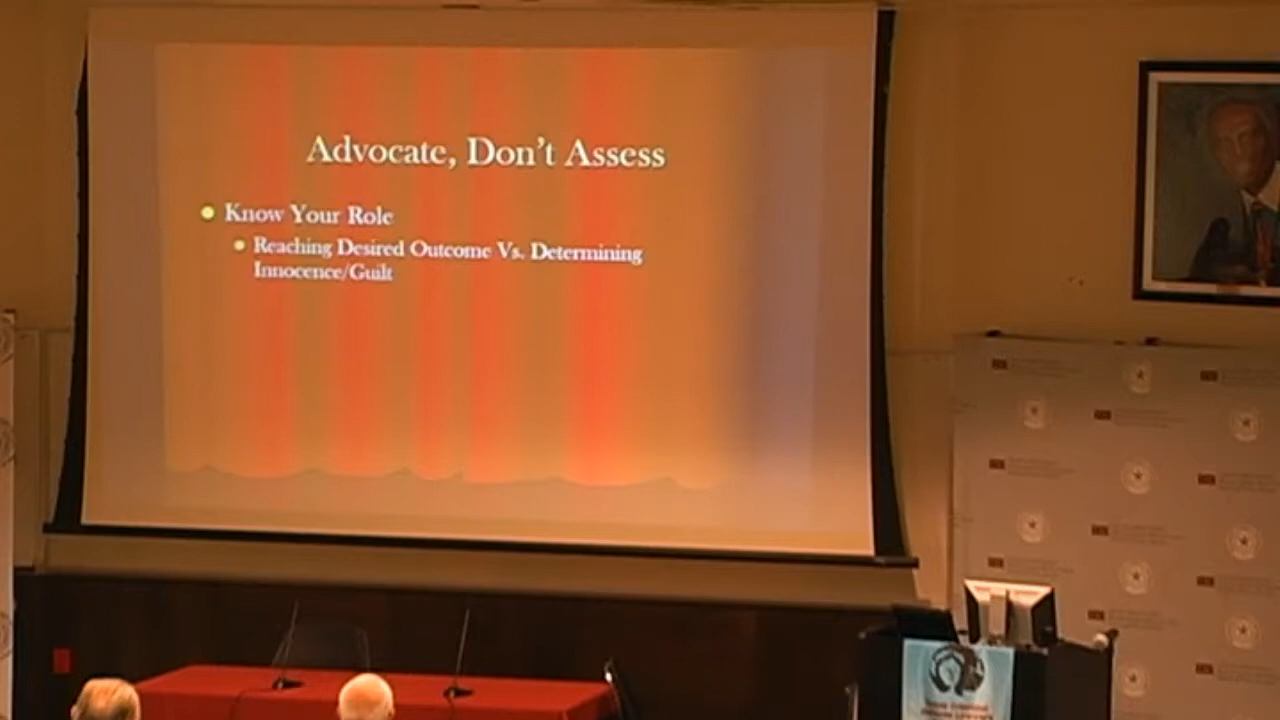 Advocate, Don't Assess
Know Your Role
Reaching Desired Outcome Vs. Determining
Innocence/Guilt